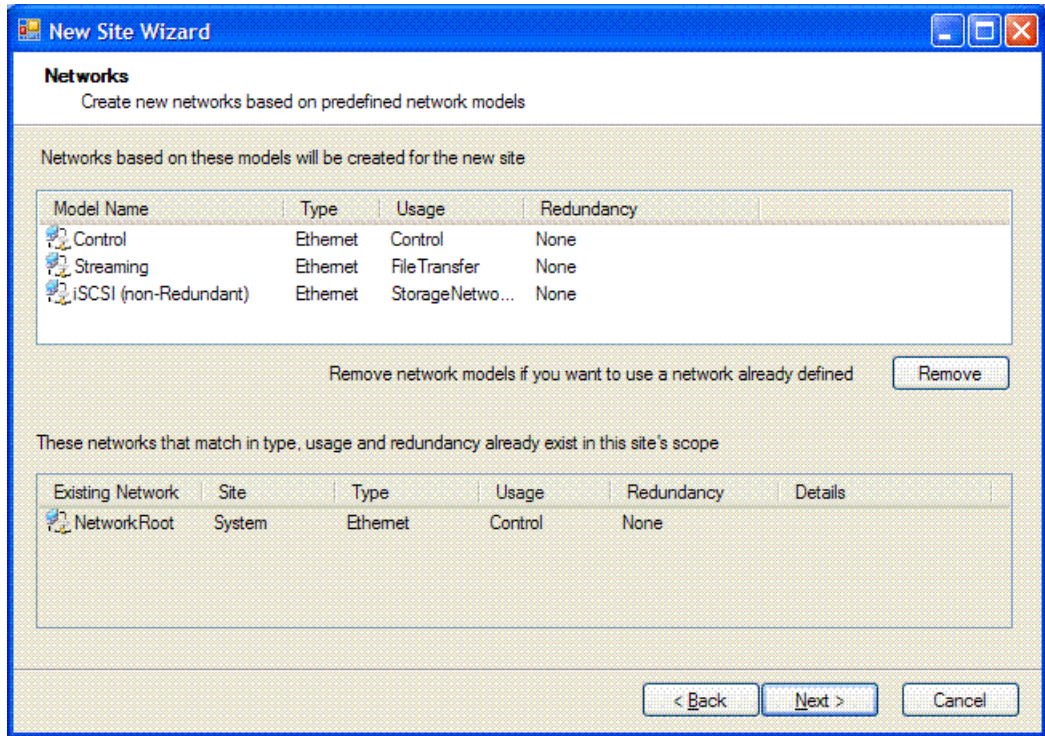 New Site Wizard
Networks
Create new networks based on predefined network models
Networks based on these models will be created for the new site
Model Name Type Usage Redundancy
Control Ethernet Control None
Streaming Ethernet FileTransfer None
iSCSI (non-Redundant) Ethernet StorageNetwo... None
Remove network models if you want to use a network already defined Remove
These networks that match in type, usage and redundancy already exist in this site's scope
Existing Network Site Type Usage Redundancy Details
NetworkRoot System Ethernet Control None
< Back Next > Cancel